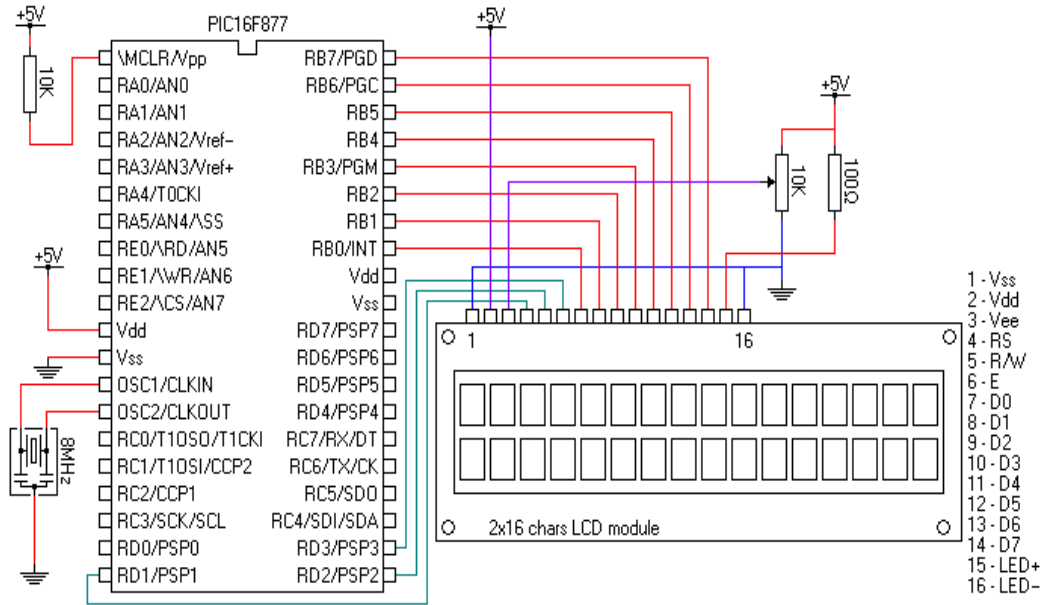 +5V
PIC16F877
+5V
10K
\MCLR/Vpp
RA0/AN0
RA1/AN1
RA2/AN2/Vref-
RA3/AN3/Vref+
RA4/T0CKI
RA5/AN4/\SS
RE0/\RD/AN5
RE1/\WR/AN6
RE2/\CS/AN7
Vdd
Vss
OSC1/CLKIN
OSC2/CLKOUT
RC0/T1OSO/T1CKI
RC1/T1OSI/CCP2
RC2/CCP1
RC3/SCK/SCL
RD0/PSP0
RD1/PSP1
RB7/PGD
RB6/PGC
RB5
RB4
RB3/PGM
RB2
RB1
RB0/INT
Vdd
Vss
RD7/PSP7
RD6/PSP6
RD5/PSP5
RD4/PSP4
RC7/RX/DT
RC6/TX/CK
RC5/SDO
RC4/SDI/SDA
RD3/PSP3
RD2/PSP2
+5V
8MHz
+5V
10K
100Ω
1
16
2x16 chars LCD module
1 - Vss
2 - Vdd
3 - Vee
4 - RS
5 - R/W
6 - E
7 - D0
8 - D1
9 - D2
10 - D3
11 - D4
12 - D5
13 - D6
14 - D7
15 - LED+
16 - LED-